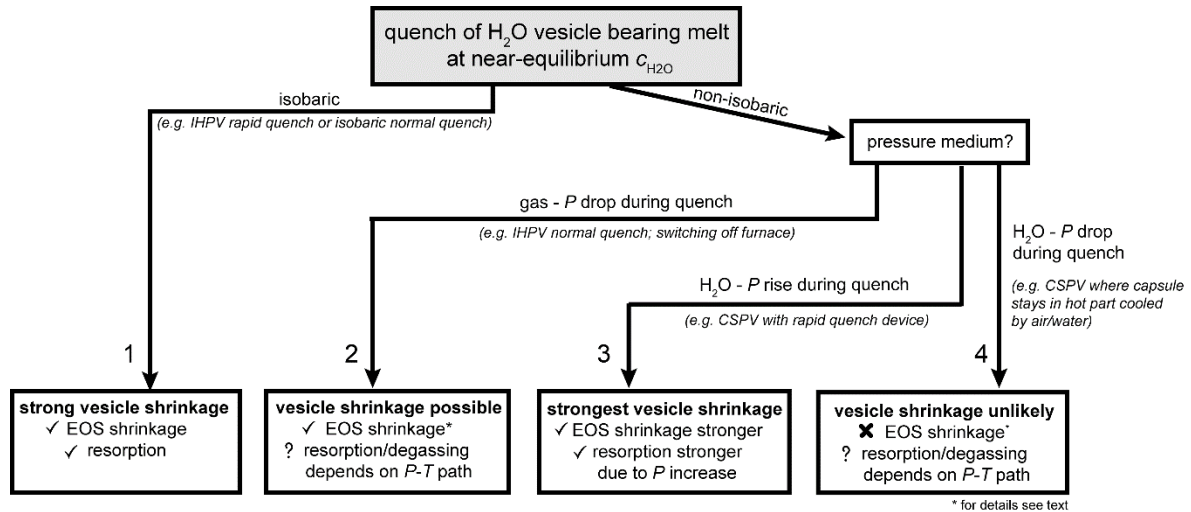 quench of H₂O vesicle bearing melt
at near-equilibrium cH2O
isobaric
(e.g. IHPV rapid quench or isobaric normal quench)
non-isobaric
pressure medium?
gas - P drop during quench
(e.g. IHPV normal quench; switching off furnace)
H₂O - P rise during quench
(e.g. CSPV with rapid quench device)
H₂O - P drop
during quench
(e.g. CSPV where capsule
stays in hot part cooled
by air/water)
1
2
3
4
strong vesicle shrinkage
✓ EOS shrinkage
✓ resorption
vesicle shrinkage possible
✓ EOS shrinkage*
? resorption/degassing
depends on P-T path
strongest vesicle shrinkage
✓ EOS shrinkage stronger
✓ resorption stronger
due to P increase
vesicle shrinkage unlikely
✖ EOS shrinkage*
? resorption/degassing
depends on P-T path
* for details see text